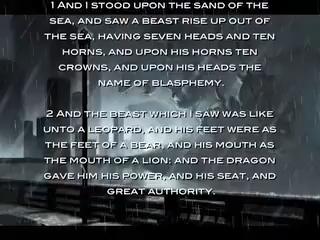 1 And I stood upon the sand of the
sea, and saw a beast rise up out of
the sea, having seven heads and ten
horns, and upon his horns ten
crowns, and upon his heads the
name of blasphemy.
2 And the beast which I saw was like
unto a leopard, and his feet were as
the feet of a bear, and his mouth as
the mouth of a lion: and the dragon
gave him his power, and his seat, and
great authority.